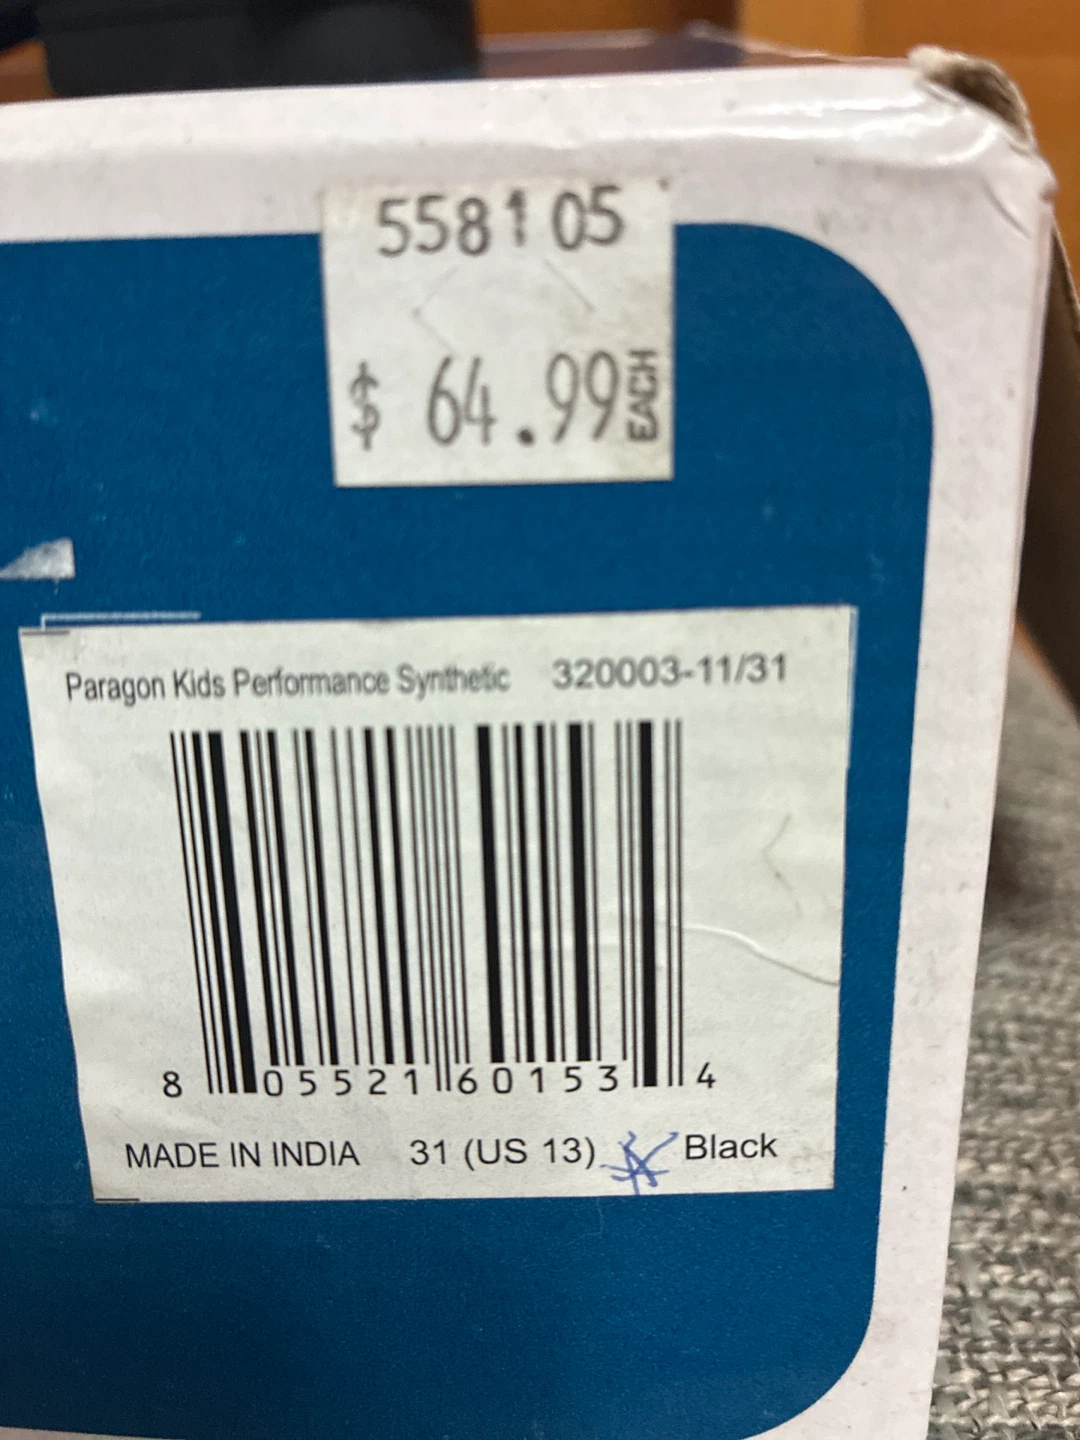 558105
$ 64.99 EACH
Paragon Kids Performance Synthetic 320003-11/31
8 05521 60153 4
MADE IN INDIA 31 (US 13) Black